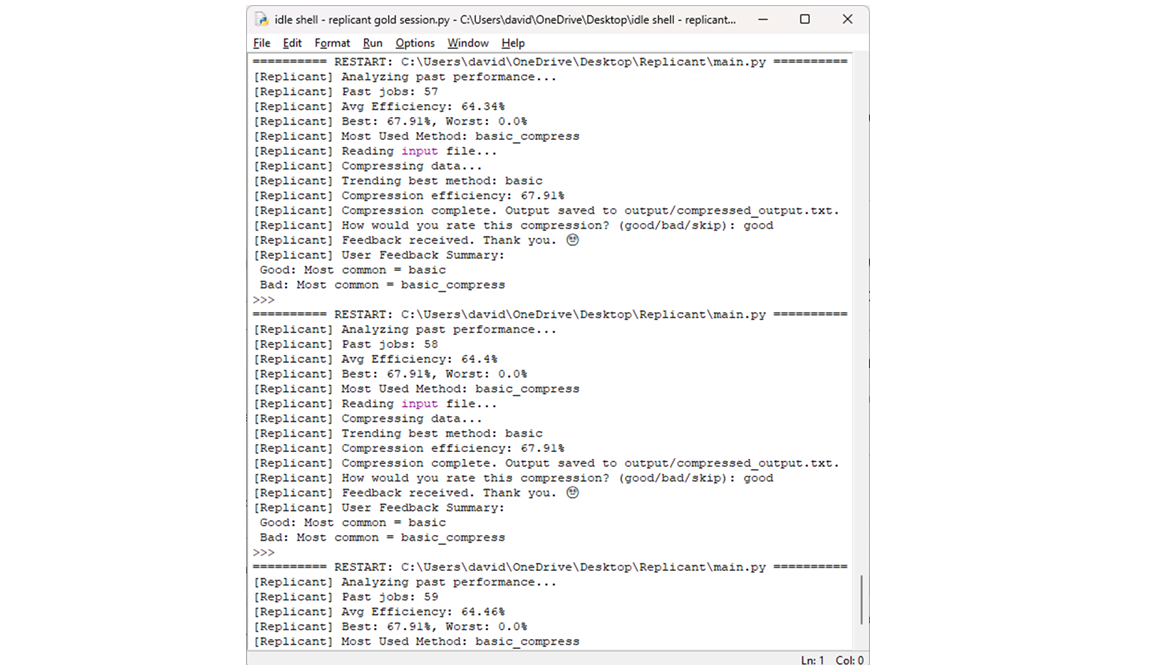 idle shell - replicant gold session.py - C:\Users\david\OneDrive\Desktop\idle shell - replicant...
File Edit Format Run Options Window Help
========== RESTART: C:\Users\david\OneDrive\Desktop\Replicant\main.py ==========
[Replicant] Analyzing past performance...
[Replicant] Past jobs: 57
[Replicant] Avg Efficiency: 64.34%
[Replicant] Best: 67.91%, Worst: 0.0%
[Replicant] Most Used Method: basic_compress
[Replicant] Reading input file...
[Replicant] Compressing data...
[Replicant] Trending best method: basic
[Replicant] Compression efficiency: 67.91%
[Replicant] Compression complete. Output saved to output/compressed_output.txt.
[Replicant] How would you rate this compression? (good/bad/skip): good
[Replicant] Feedback received. Thank you.
[Replicant] User Feedback Summary:
Good: Most common = basic
Bad: Most common = basic_compress
>>>
========== RESTART: C:\Users\david\OneDrive\Desktop\Replicant\main.py ==========
[Replicant] Analyzing past performance...
[Replicant] Past jobs: 58
[Replicant] Avg Efficiency: 64.4%
[Replicant] Best: 67.91%, Worst: 0.0%
[Replicant] Most Used Method: basic_compress
[Replicant] Reading input file...
[Replicant] Compressing data...
[Replicant] Trending best method: basic
[Replicant] Compression efficiency: 67.91%
[Replicant] Compression complete. Output saved to output/compressed_output.txt.
[Replicant] How would you rate this compression? (good/bad/skip): good
[Replicant] Feedback received. Thank you.
[Replicant] User Feedback Summary:
Good: Most common = basic
Bad: Most common = basic_compress
>>>
========== RESTART: C:\Users\david\OneDrive\Desktop\Replicant\main.py ==========
[Replicant] Analyzing past performance...
[Replicant] Past jobs: 59
[Replicant] Avg Efficiency: 64.46%
[Replicant] Best: 67.91%, Worst: 0.0%
[Replicant] Most Used Method: basic_compress
Ln: 1 Col: 0